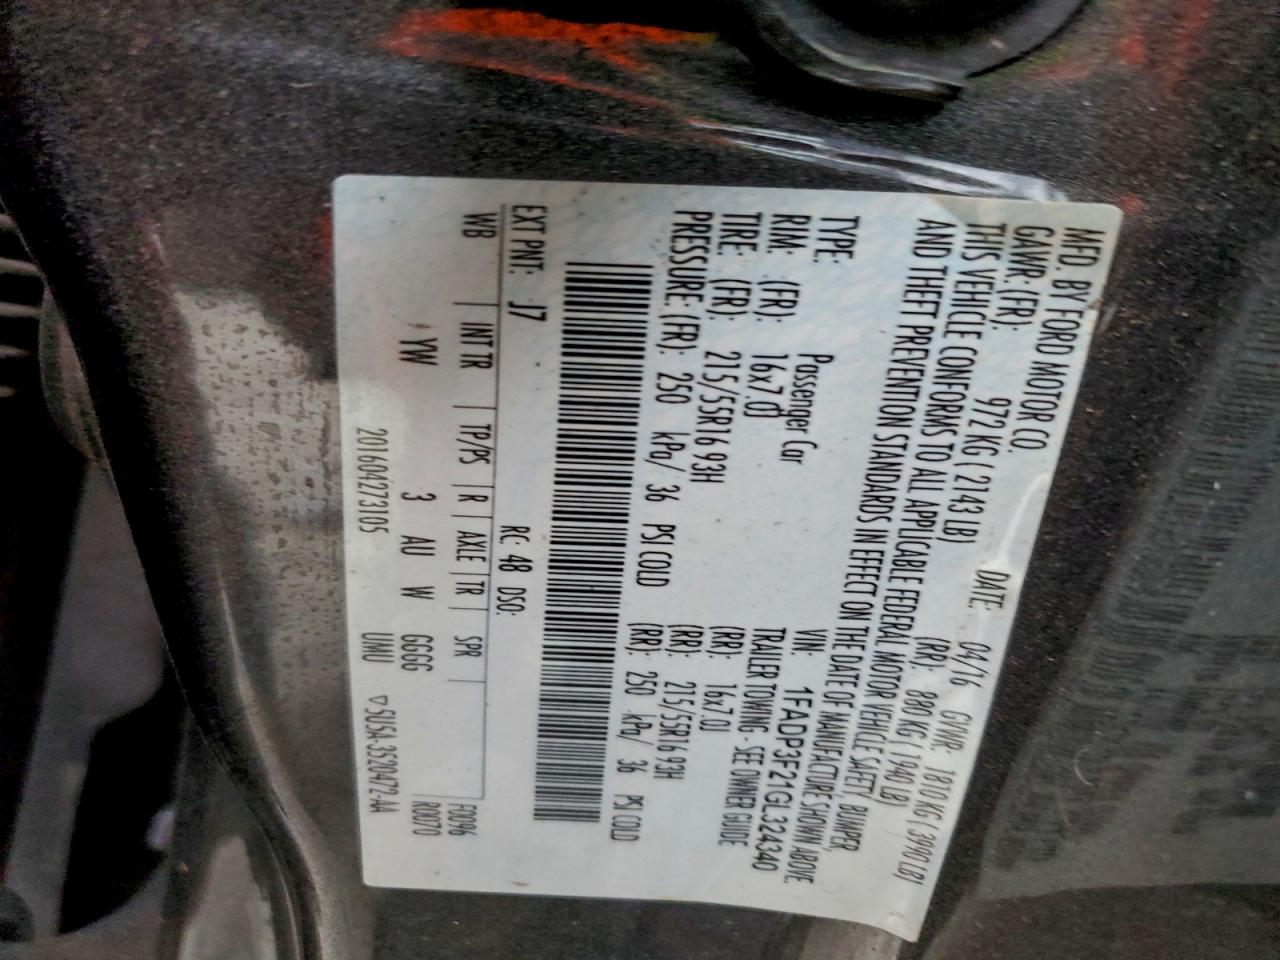 MFD. BY FORD MOTOR CO.
DATE: 04/16 GVWR: 1810 KG (3990 LB)
GAWR: (FR): 972 KG (2143 LB) (RR): 880 KG (1940 LB)
THIS VEHICLE CONFORMS TO ALL APPLICABLE FEDERAL MOTOR VEHICLE SAFETY, BUMPER,
AND THEFT PREVENTION STANDARDS IN EFFECT ON THE DATE OF MANUFACTURE SHOWN ABOVE.
VIN: 1FADP3F21GL324340
TYPE: Passenger Car TRAILER TOWING - SEE OWNER GUIDE
RIM: (FR): 16x7.0J (RR): 16x7.0J
TIRE: (FR): 215/55R16 93H (RR): 215/55R16 93H
PRESSURE: (FR): 250 kPa/ 36 PSI COLD (RR): 250 kPa/ 36 PSI COLD
EXT PNT: J7 RC: 48 DSO: F0096
WB INT TR TP/PS R AXLE TR SPR R0070
YW 3 AU W GGGG
201604273105 UMU ▽5U5A-3520472-AA